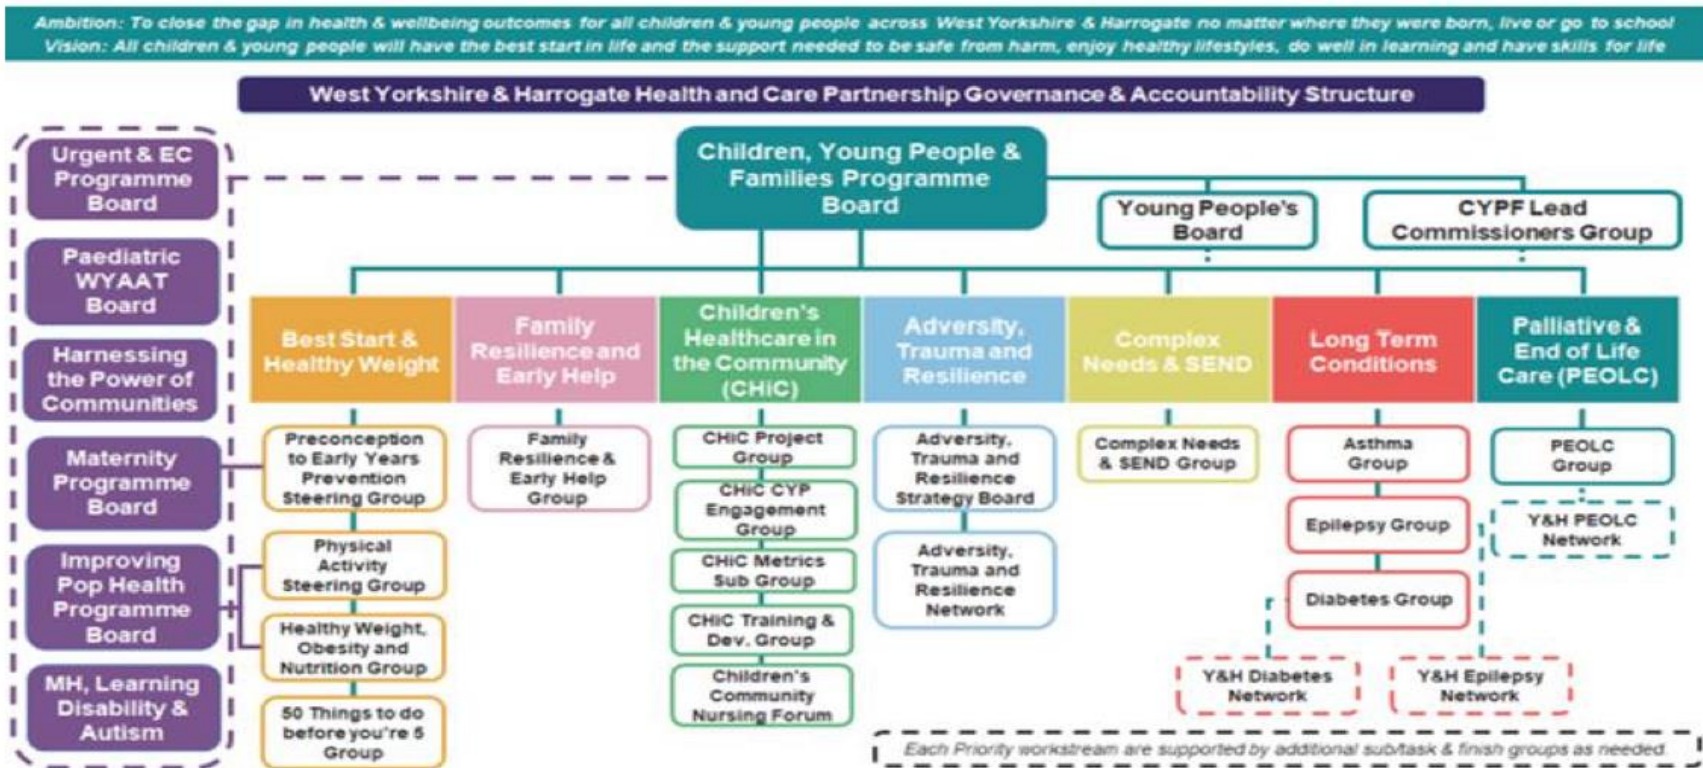 Ambition: To close the gap in health & wellbeing outcomes for all children & young people across West Yorkshire & Harrogate no matter where they were born, live or go to school
Vision: All children & young people will have the best start in life and the support needed to be safe from harm, enjoy healthy lifestyles, do well in learning and have skills for life
West Yorkshire & Harrogate Health and Care Partnership Governance & Accountability Structure
Urgent & EC
Programme
Board
Paediatric
WYAAT
Board
Harnessing
the Power of
Communities
Maternity
Programme
Board
Improving
Pop Health
Programme
Board
MH, Learning
Disability &
Autism
Children, Young People &
Families Programme
Board
Young People's
Board
CYPF Lead
Commissioners Group
Best Start &
Healthy Weight
Preconception
to Early Years
Prevention
Steering Group
Physical
Activity
Steering Group
Healthy Weight,
Obesity and
Nutrition Group
50 Things to do
before you're 5
Group
Family
Resilience and
Early Help
Family
Resilience &
Early Help
Group
Children's
Healthcare in
the Community
(CHiC)
CHiC Project
Group
CHiC CYP
Engagement
Group
CHiC Metrics
Sub Group
CHiC Training &
Dev. Group
Children's
Community
Nursing Forum
Adversity,
Trauma and
Resilience
Adversity,
Trauma and
Resilience
Strategy Board
Adversity,
Trauma and
Resilience
Network
Complex
Needs & SEND
Complex Needs
& SEND Group
Long Term
Conditions
Asthma
Group
Epilepsy Group
Diabetes Group
Y&H Diabetes
Network
Y&H Epilepsy
Network
Palliative &
End of Life
Care (PEOLC)
PEOLC
Group
Y&H PEOLC
Network
Each Priority workstream are supported by additional sub/task & finish groups as needed.